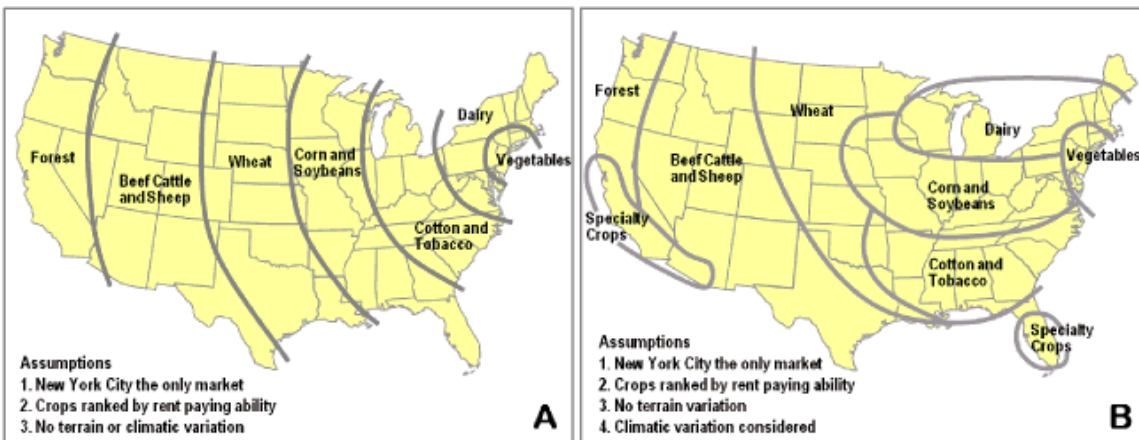 Dairy
Vegetables
Forest
Beef Cattle
and Sheep
Wheat
Corn and
Soybeans
Cotton and
Tobacco
Assumptions
1. New York City the only market
2. Crops ranked by rent paying ability
3. No terrain or climatic variation
A
Forest
Wheat
Dairy
Vegetables
Beef Cattle
and Sheep
Corn and
Soybeans
Specialty
Crops
Cotton and
Tobacco
Specialty
Crops
Assumptions
1. New York City the only market
2. Crops ranked by rent paying ability
3. No terrain variation
4. Climatic variation considered
B